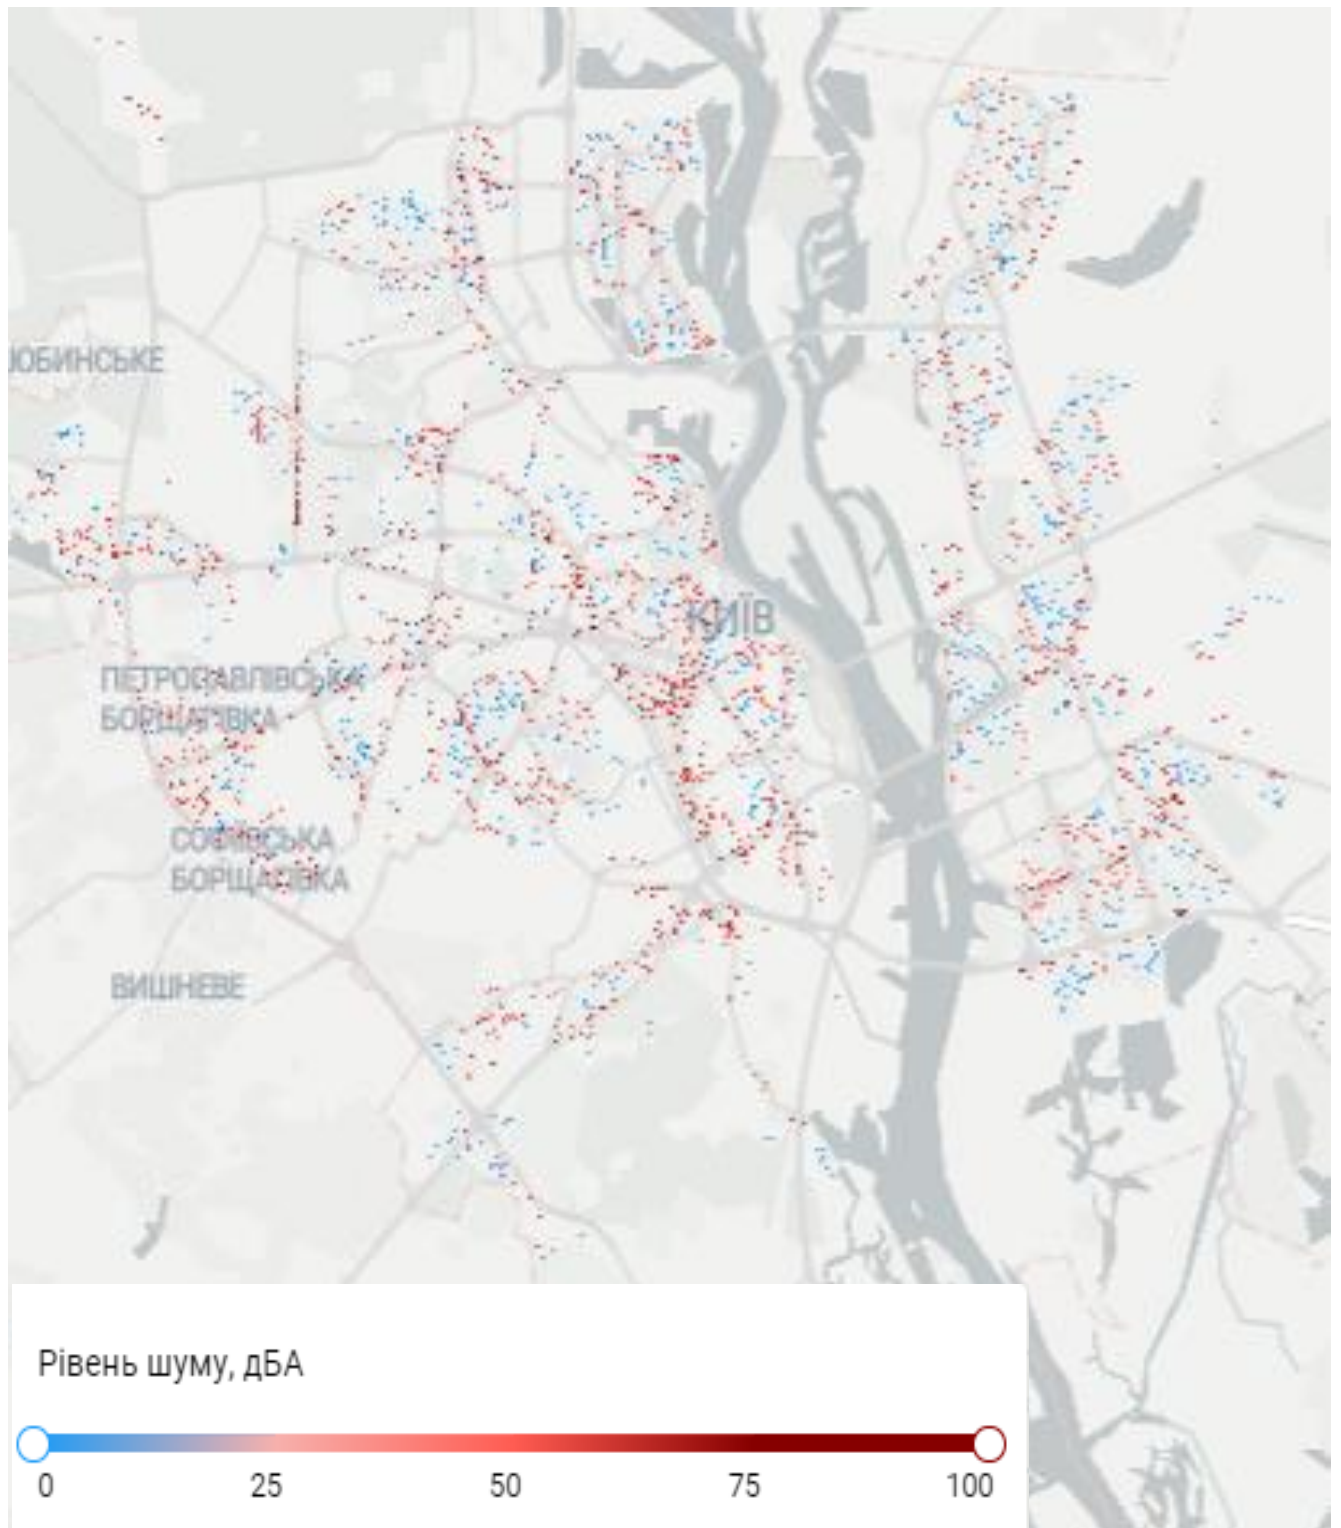 ЮБИНСЬКЕ
КИЇВ
ПЕТРОПАВЛІВСЬКА
БОРЩАГІВКА
СОФІЇВСЬКА
БОРЩАГІВКА
ВИШНЕВЕ
Рівень шуму, дБА
0 25 50 75 100